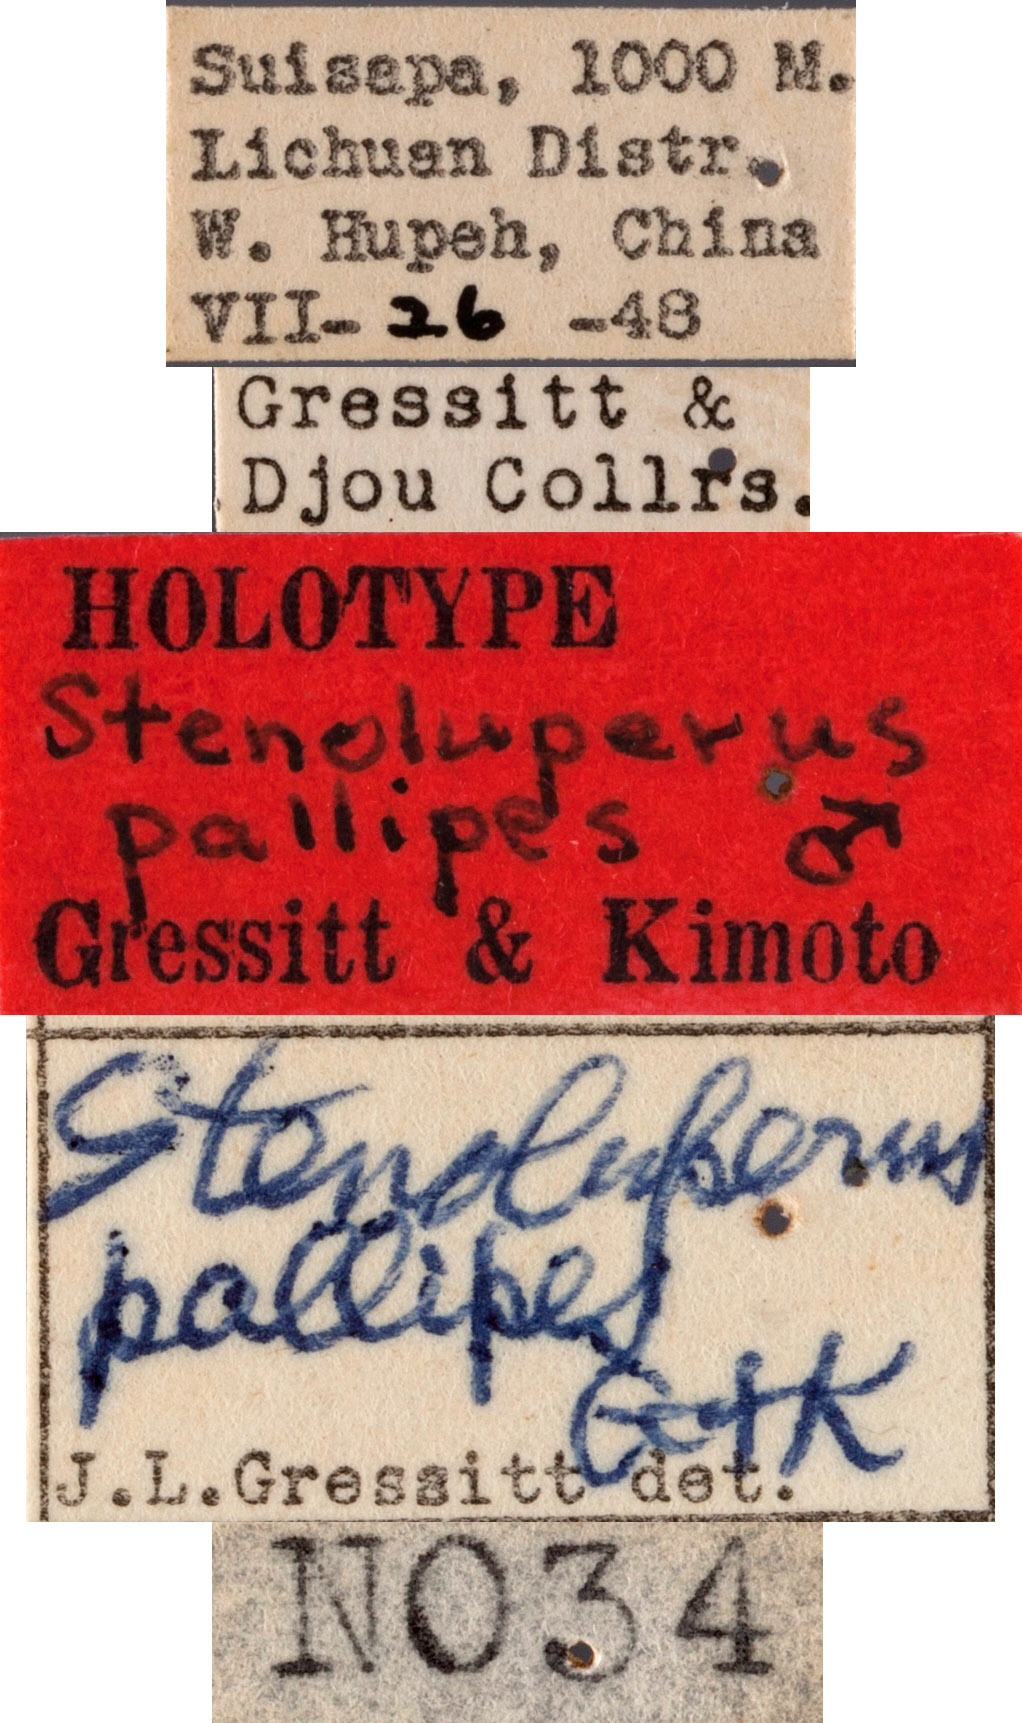 Suisapa, 1000 M.
Lichuan Distr.
W. Hupeh, China
VII- 26 -48
Gressitt &
Djou Collrs.
HOLOTYPE
Stenoluperus
pallipes ♂
Gressitt & Kimoto
Stenoluperus
pallipes
G+K
J.L.Gressitt det.
NO34